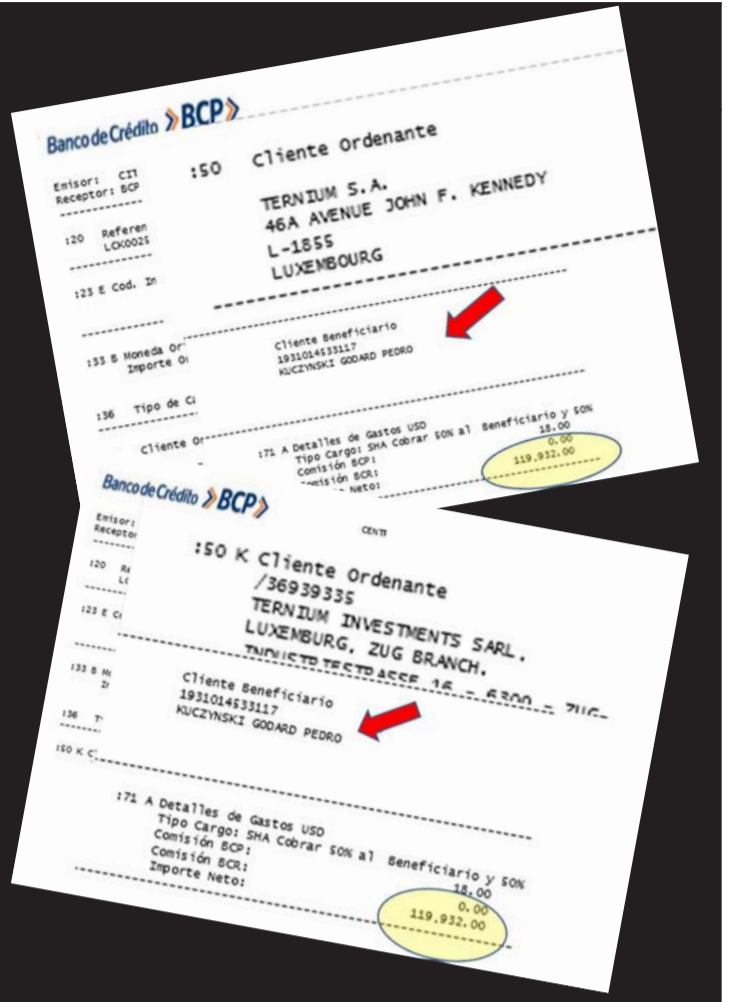 Banco de Crédito BCP
:50 Cliente Ordenante
Emisor: CIT
Receptor: BCP
TERNIUM S.A.
46A AVENUE JOHN F. KENNEDY
L-1855
LUXEMBOURG
:20 Referen
LCK0025
:23 E Cod. In
:33 B Moneda Or
Importe O
:36 Tipo de C
Cliente Or
Cliente Beneficiario
1931014533117
KUCZYNSKI GODARD PEDRO
:71 A Detalles de Gastos USD
Tipo Cargo: SHA Cobrar 50% al Beneficiario y 50%
Comisión BCP: 18.00
misión BCR: 0.00
Neto: 119,932.00
Banco de Crédito BCP
Emisor:
Receptor
:20
:23 E
:33 B
:36
:50 K C
:50 K Cliente Ordenante
/36939335
TERNIUM INVESTMENTS SARL.
LUXEMBURG, ZUG BRANCH.
INDUSTRIESTRASSE 16 - 6300 - ZUG-
Cliente Beneficiario
1931014533117
KUCZYNSKI GODARD PEDRO
:71 A Detalles de Gastos USD
Tipo Cargo: SHA Cobrar 50% al Beneficiario y 50%
Comisión BCP: 18.00
Comisión BCR: 0.00
Importe Neto: 119,932.00